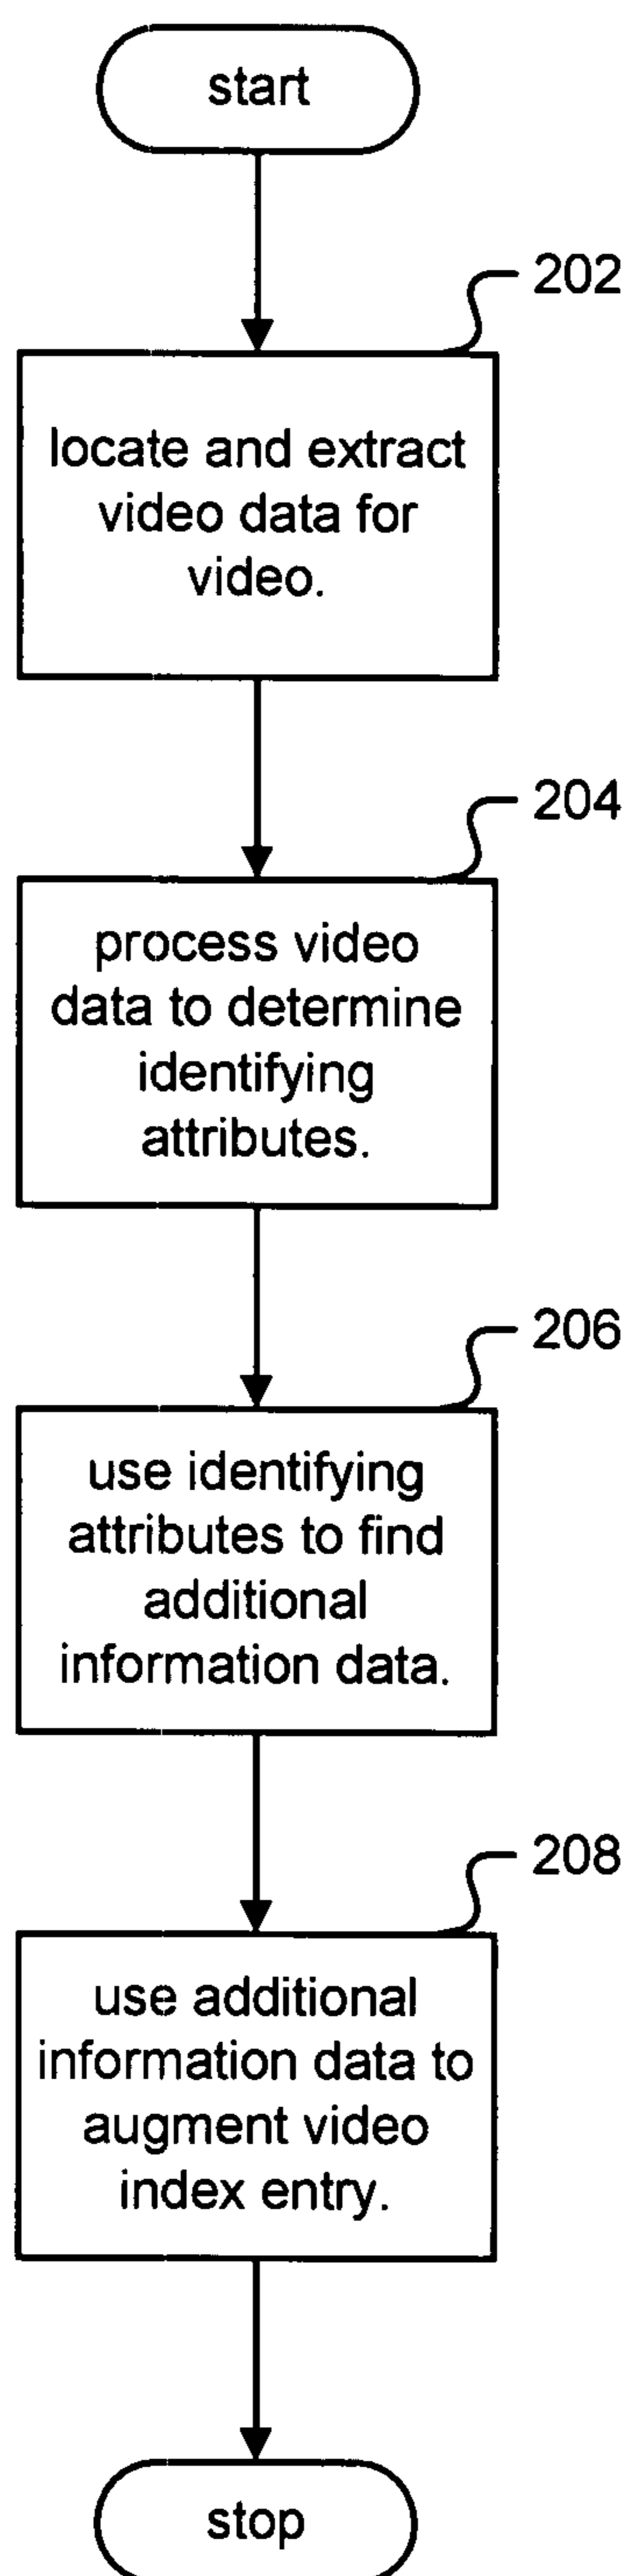 start
202
locate and extract
video data for
video.
204
process video
data to determine
identifying
attributes.
206
use identifying
attributes to find
additional
information data.
208
use additional
information data to
augment video
index entry.
stop